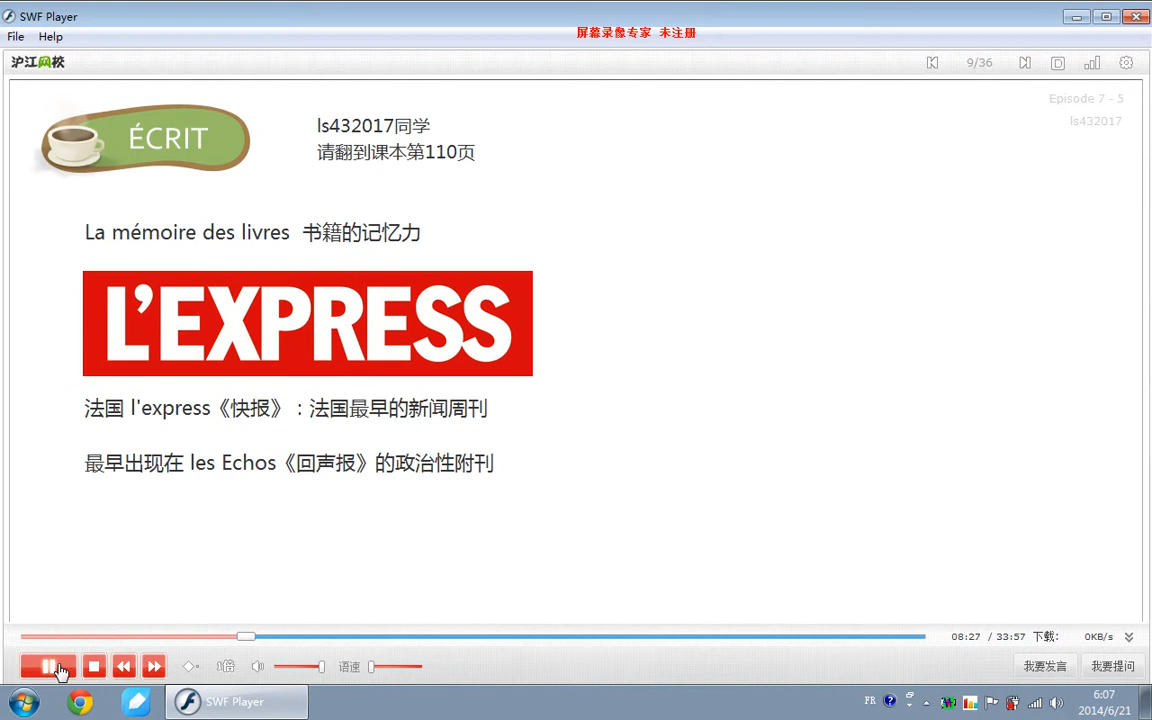 SWF Player
File Help
屏幕录像专家 未注册
沪江网校
9/36
D
Episode 7 - 5
ls432017
ÉCRIT
ls432017同学
请翻到课本第110页
La mémoire des livres 书籍的记忆力
L'EXPRESS
法国 l'express《快报》：法国最早的新闻周刊
最早出现在 les Echos《回声报》的政治性附刊
08:27 / 33:57 下载: 0KB/s
1倍
语速
我要发言
我要提问
SWF Player
FR
6:07
2014/6/21